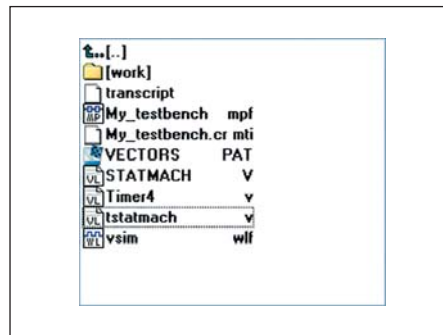 [..]
[work]
transcript
My_testbench mpf
My_testbench.cr mti
VECTORS PAT
STATMACH V
Timer4 v
tstatmach v
vsim wlf